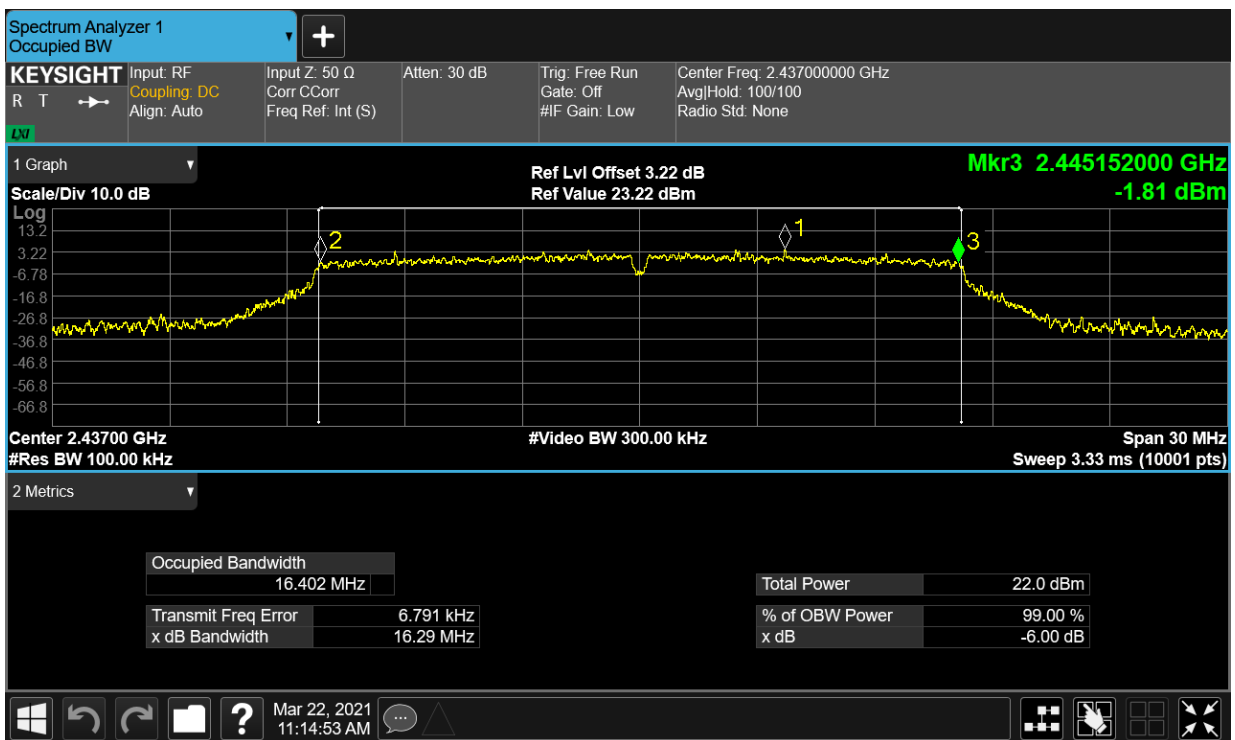 Spectrum Analyzer 1
Occupied BW
▼
+
KEYSIGHT
R T
LXI
Input: RF
Coupling: DC
Align: Auto
Input Z: 50 Ω
Corr CCorr
Freq Ref: Int (S)
Atten: 30 dB
Trig: Free Run
Gate: Off
#IF Gain: Low
Center Freq: 2.437000000 GHz
Avg|Hold: 100/100
Radio Std: None
1 Graph ▼
Scale/Div 10.0 dB
Ref Lvl Offset 3.22 dB
Ref Value 23.22 dBm
Mkr3 2.445152000 GHz
-1.81 dBm
Log
13.2
3.22
-6.78
-16.8
-26.8
-36.8
-46.8
-56.8
-66.8
2
1
3
Center 2.43700 GHz
#Res BW 100.00 kHz
#Video BW 300.00 kHz
Span 30 MHz
Sweep 3.33 ms (10001 pts)
2 Metrics ▼
Occupied Bandwidth
16.402 MHz
Transmit Freq Error 6.791 kHz
x dB Bandwidth 16.29 MHz
Total Power 22.0 dBm
% of OBW Power 99.00 %
x dB -6.00 dB
?
Mar 22, 2021
11:14:53 AM